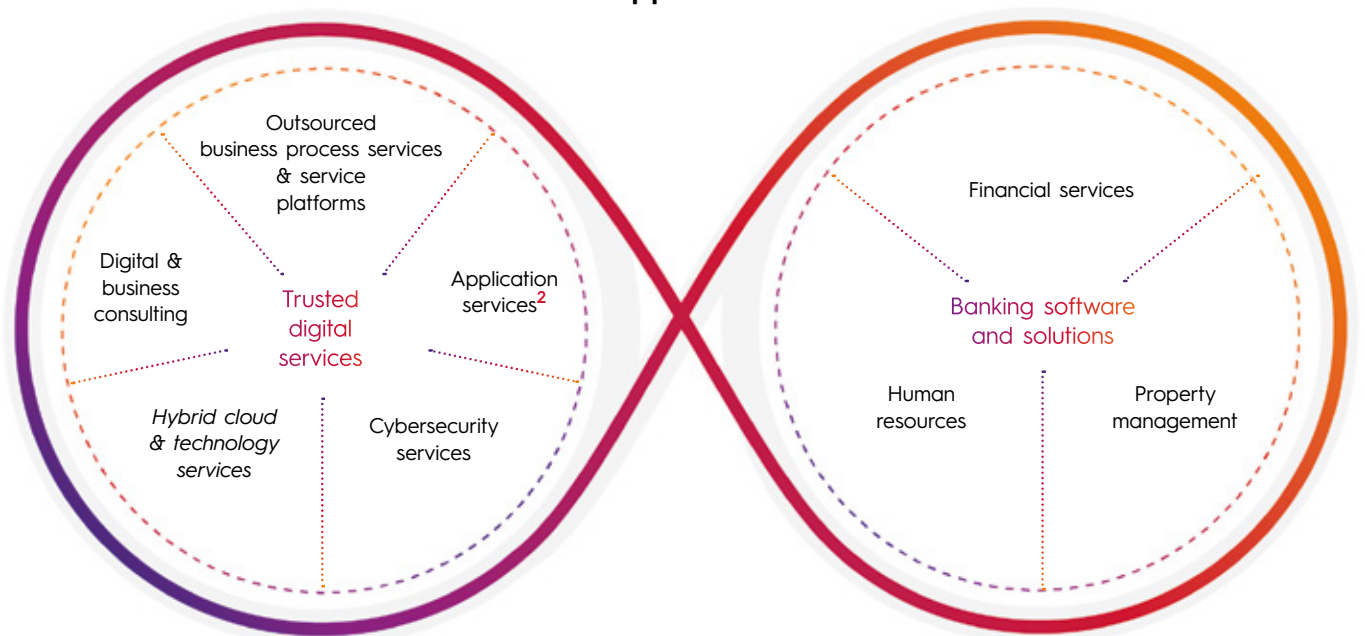 Outsourced
business process services
& service
platforms
Digital &
business
consulting
Application
services2
Trusted
digital
services
Hybrid cloud
& technology
services
Cybersecurity
services
Financial services
Banking software
and solutions
Human
resources
Property
management